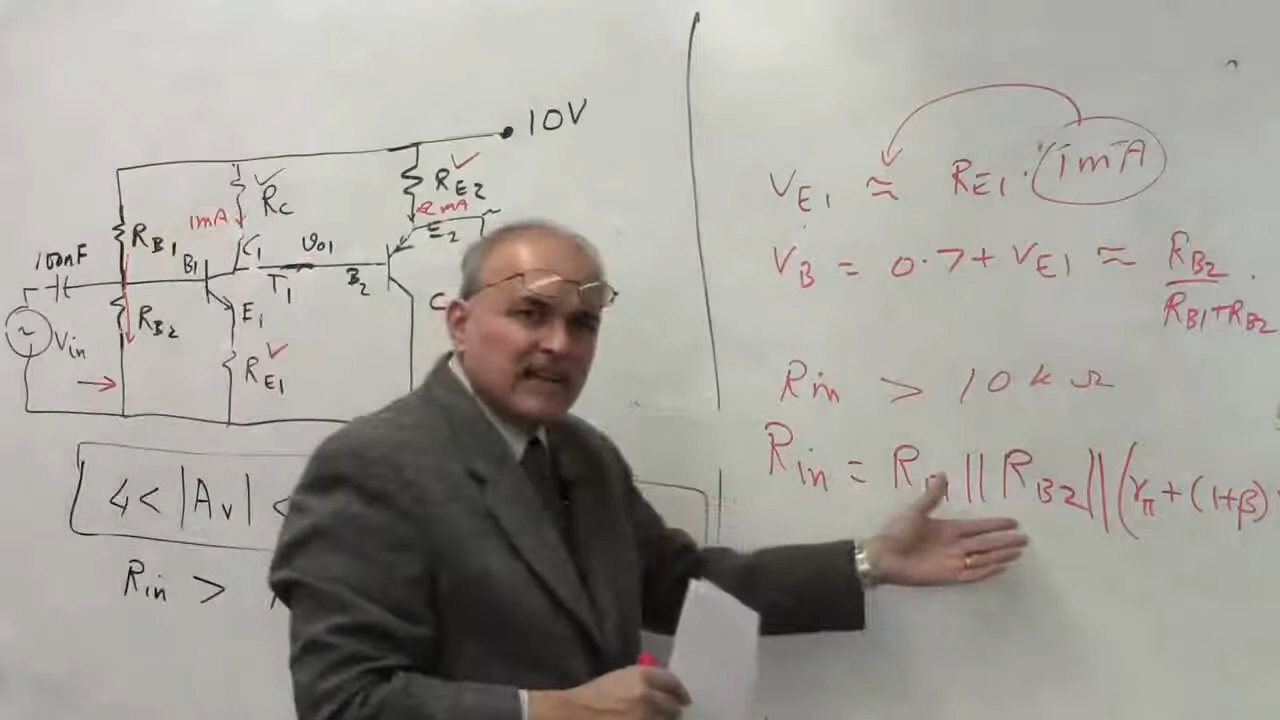 10V
R_E2
R_C
1mA
2mA
E_2
R_B1
C_1
v_o1
100nF
B_1
B_2
T_1
R_B2
E_1
V_in
C
R_E1
4 < |A_v| <
R_in >
V_E1 ≈ R_E1 · 1mA
V_B = 0.7 + V_E1 ≈ R_B2 / R_B1+R_B2 ·
R_in > 10 k Ω
R_in = R || R_B2 || (r_π + (1+β)